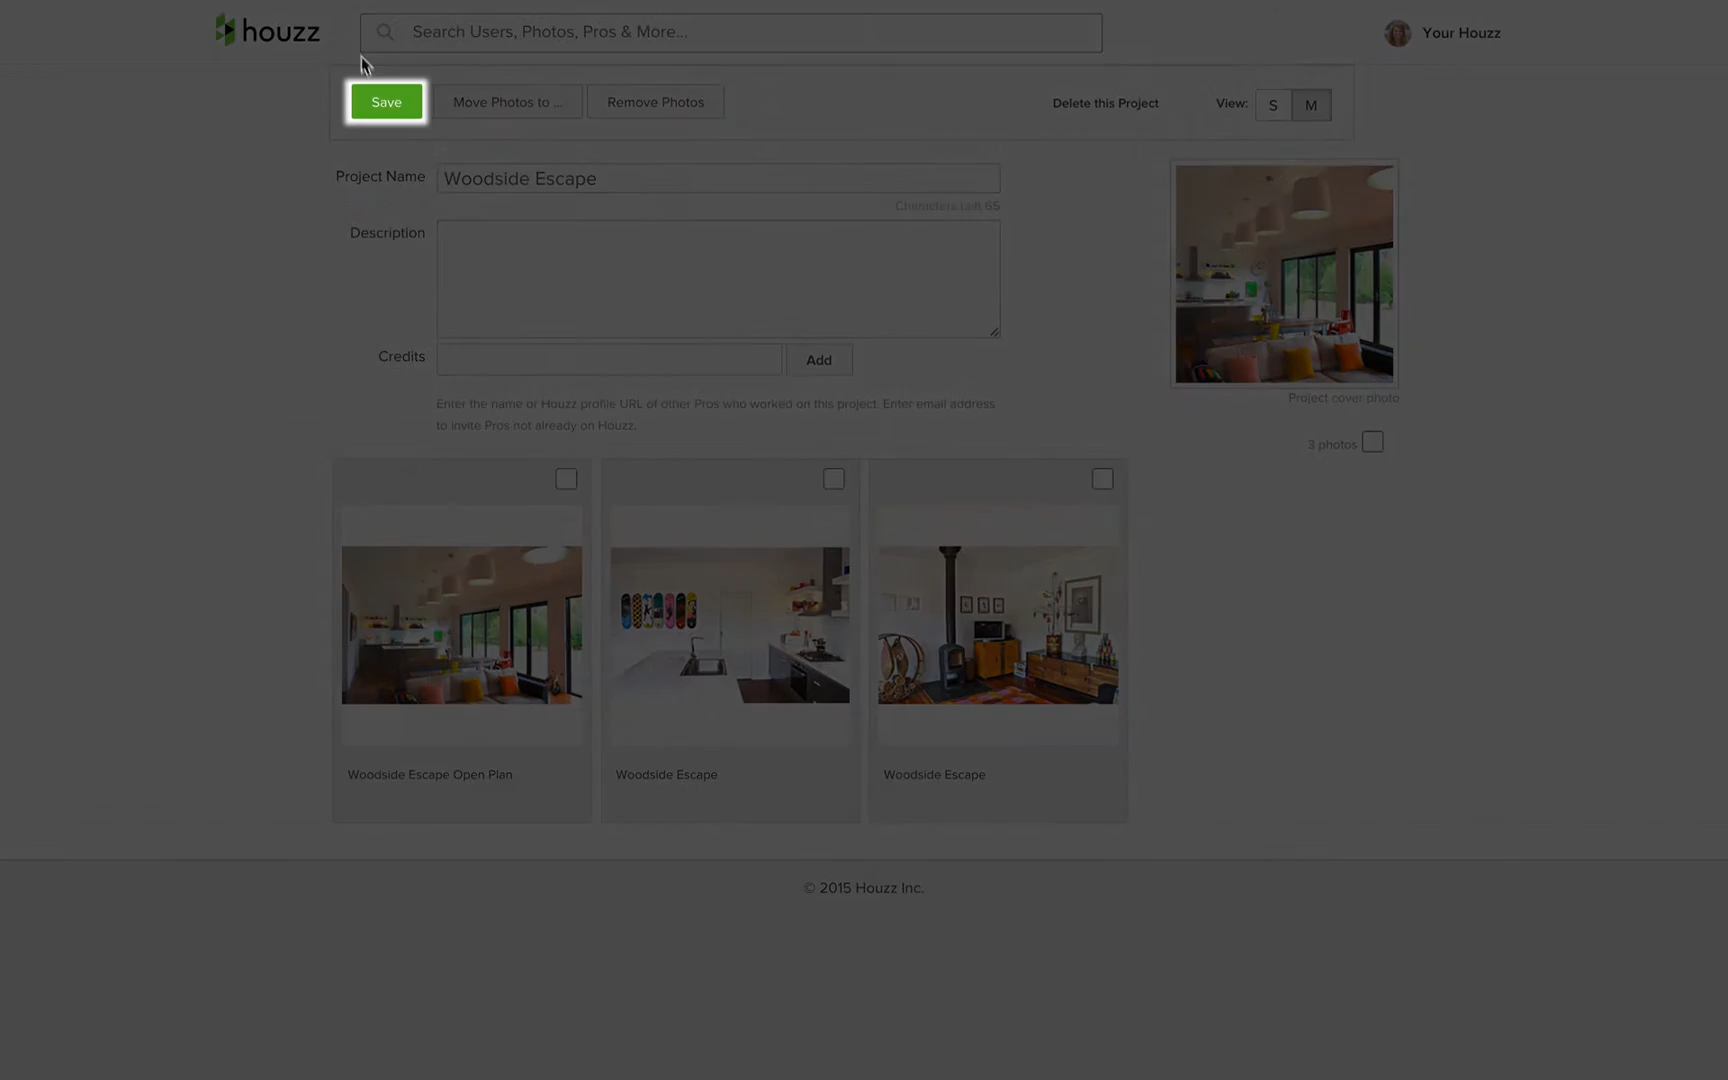 houzz
Search Users, Photos, Pros & More...
Your Houzz
Save
Move Photos to ...
Remove Photos
Delete this Project
View:
S
M
Project Name
Woodside Escape
Characters Left 65
Description
Credits
Add
Enter the name or Houzz profile URL of other Pros who worked on this project. Enter email address
to invite Pros not already on Houzz.
Project cover photo
3 photos
Woodside Escape Open Plan
Woodside Escape
Woodside Escape
© 2015 Houzz Inc.